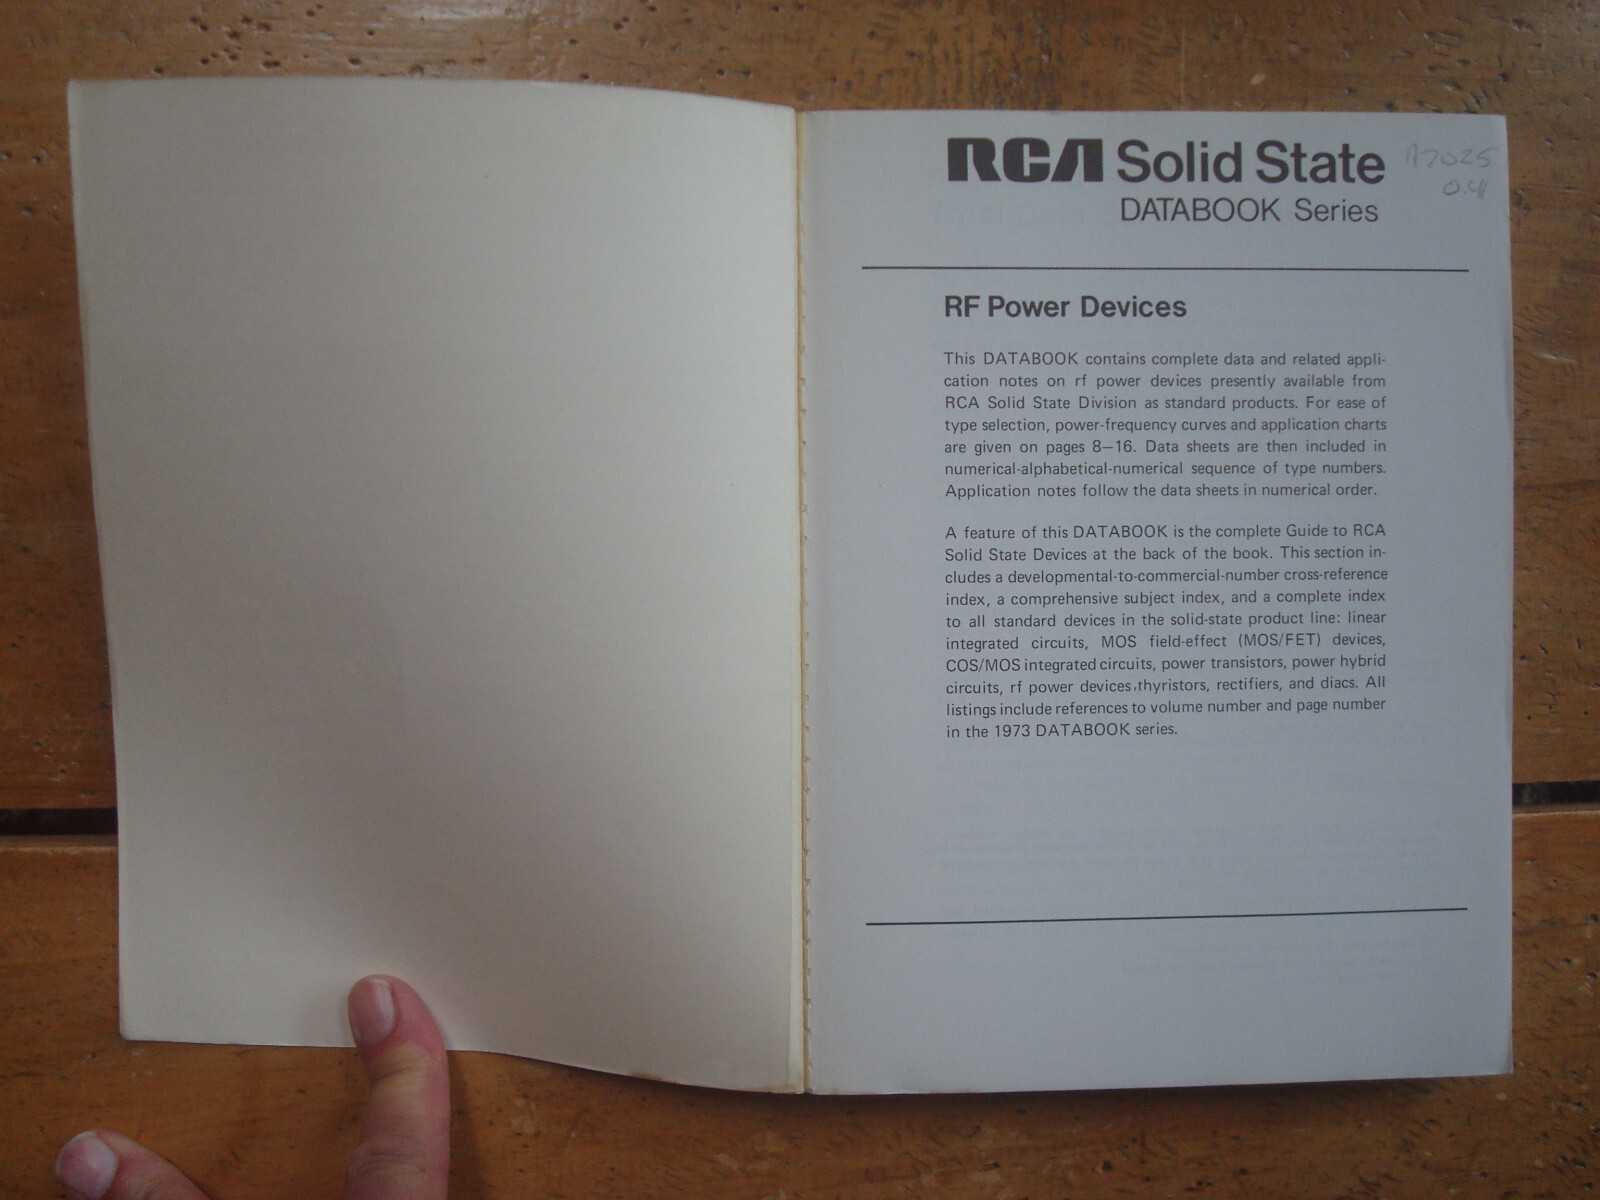 RCA Solid State
DATABOOK Series
RF Power Devices
This DATABOOK contains complete data and related appli-
cation notes on rf power devices presently available from
RCA Solid State Division as standard products. For ease of
type selection, power-frequency curves and application charts
are given on pages 8–16. Data sheets are then included in
numerical-alphabetical-numerical sequence of type numbers.
Application notes follow the data sheets in numerical order.
A feature of this DATABOOK is the complete Guide to RCA
Solid State Devices at the back of the book. This section in-
cludes a developmental-to-commercial-number cross-reference
index, a comprehensive subject index, and a complete index
to all standard devices in the solid-state product line: linear
integrated circuits, MOS field-effect (MOS/FET) devices,
COS/MOS integrated circuits, power transistors, power hybrid
circuits, rf power devices,thyristors, rectifiers, and diacs. All
listings include references to volume number and page number
in the 1973 DATABOOK series.